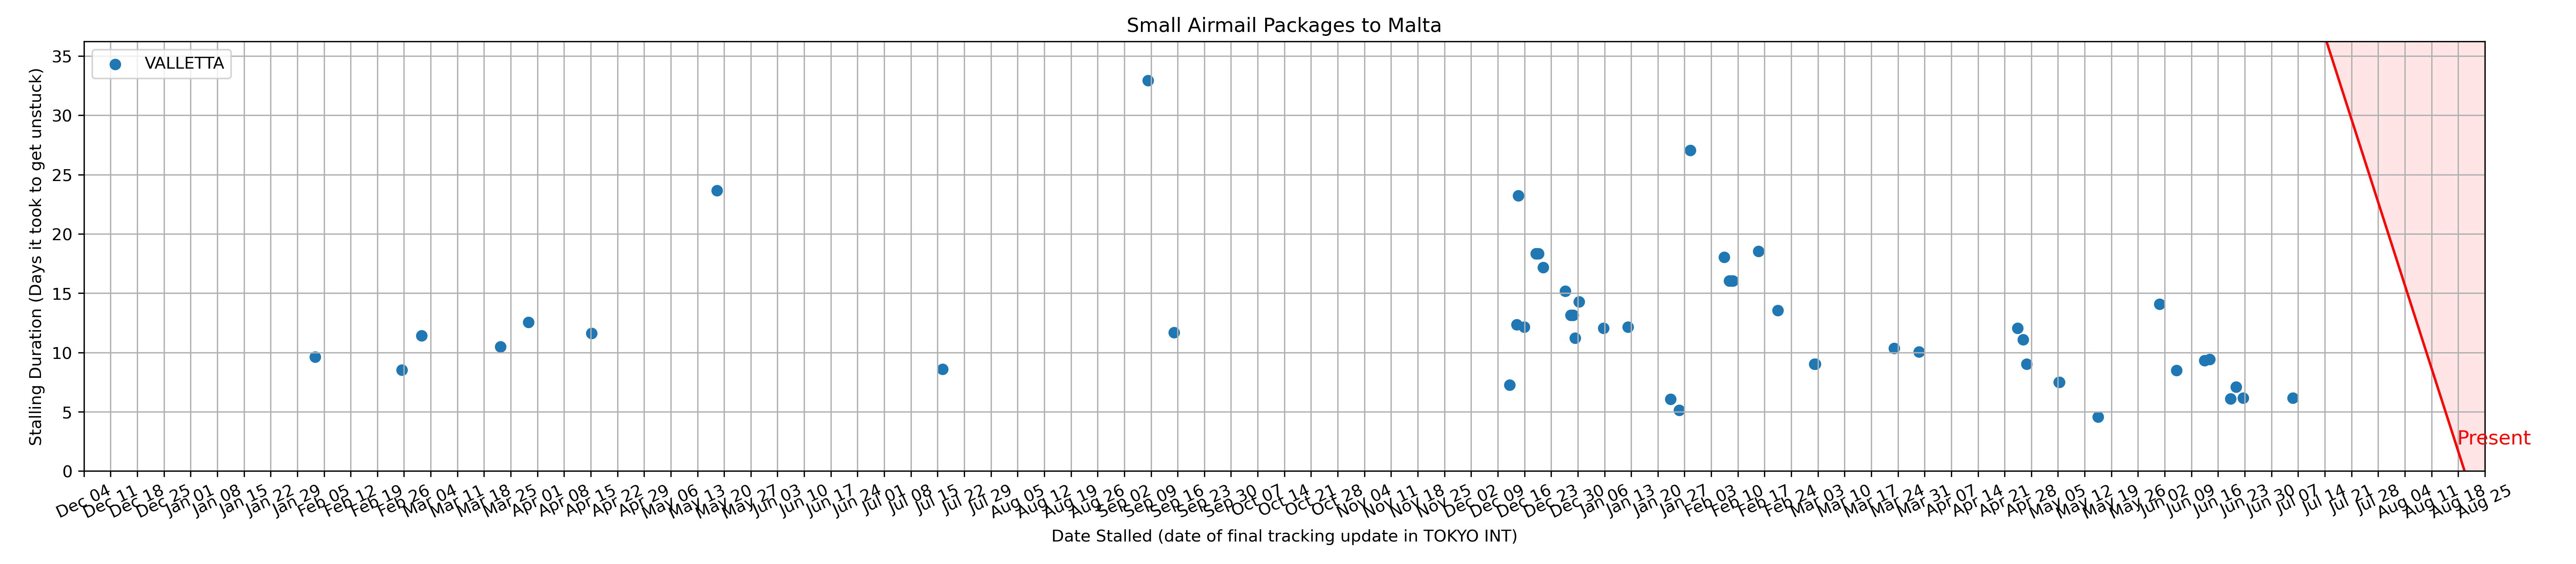 Small Airmail Packages to Malta
VALLETTA
35
30
25
20
15
10
5
0
Stalling Duration (Days it took to get unstuck)
Present
Dec 04
Dec 11
Dec 18
Dec 25
Jan 01
Jan 08
Jan 15
Jan 22
Jan 29
Feb 05
Feb 12
Feb 19
Feb 26
Mar 04
Mar 11
Mar 18
Mar 25
Apr 01
Apr 08
Apr 15
Apr 22
Apr 29
May 06
May 13
May 20
May 27
Jun 03
Jun 10
Jun 17
Jun 24
Jul 01
Jul 08
Jul 15
Jul 22
Jul 29
Aug 05
Aug 12
Aug 19
Aug 26
Sep 02
Sep 09
Sep 16
Sep 23
Sep 30
Oct 07
Oct 14
Oct 21
Oct 28
Nov 04
Nov 11
Nov 18
Nov 25
Dec 02
Dec 09
Dec 16
Dec 23
Dec 30
Jan 06
Jan 13
Jan 20
Jan 27
Feb 03
Feb 10
Feb 17
Feb 24
Mar 03
Mar 10
Mar 17
Mar 24
Mar 31
Apr 07
Apr 14
Apr 21
Apr 28
May 05
May 12
May 19
May 26
Jun 02
Jun 09
Jun 16
Jun 23
Jun 30
Jul 07
Jul 14
Jul 21
Jul 28
Aug 04
Aug 11
Aug 18
Aug 25
Date Stalled (date of final tracking update in TOKYO INT)